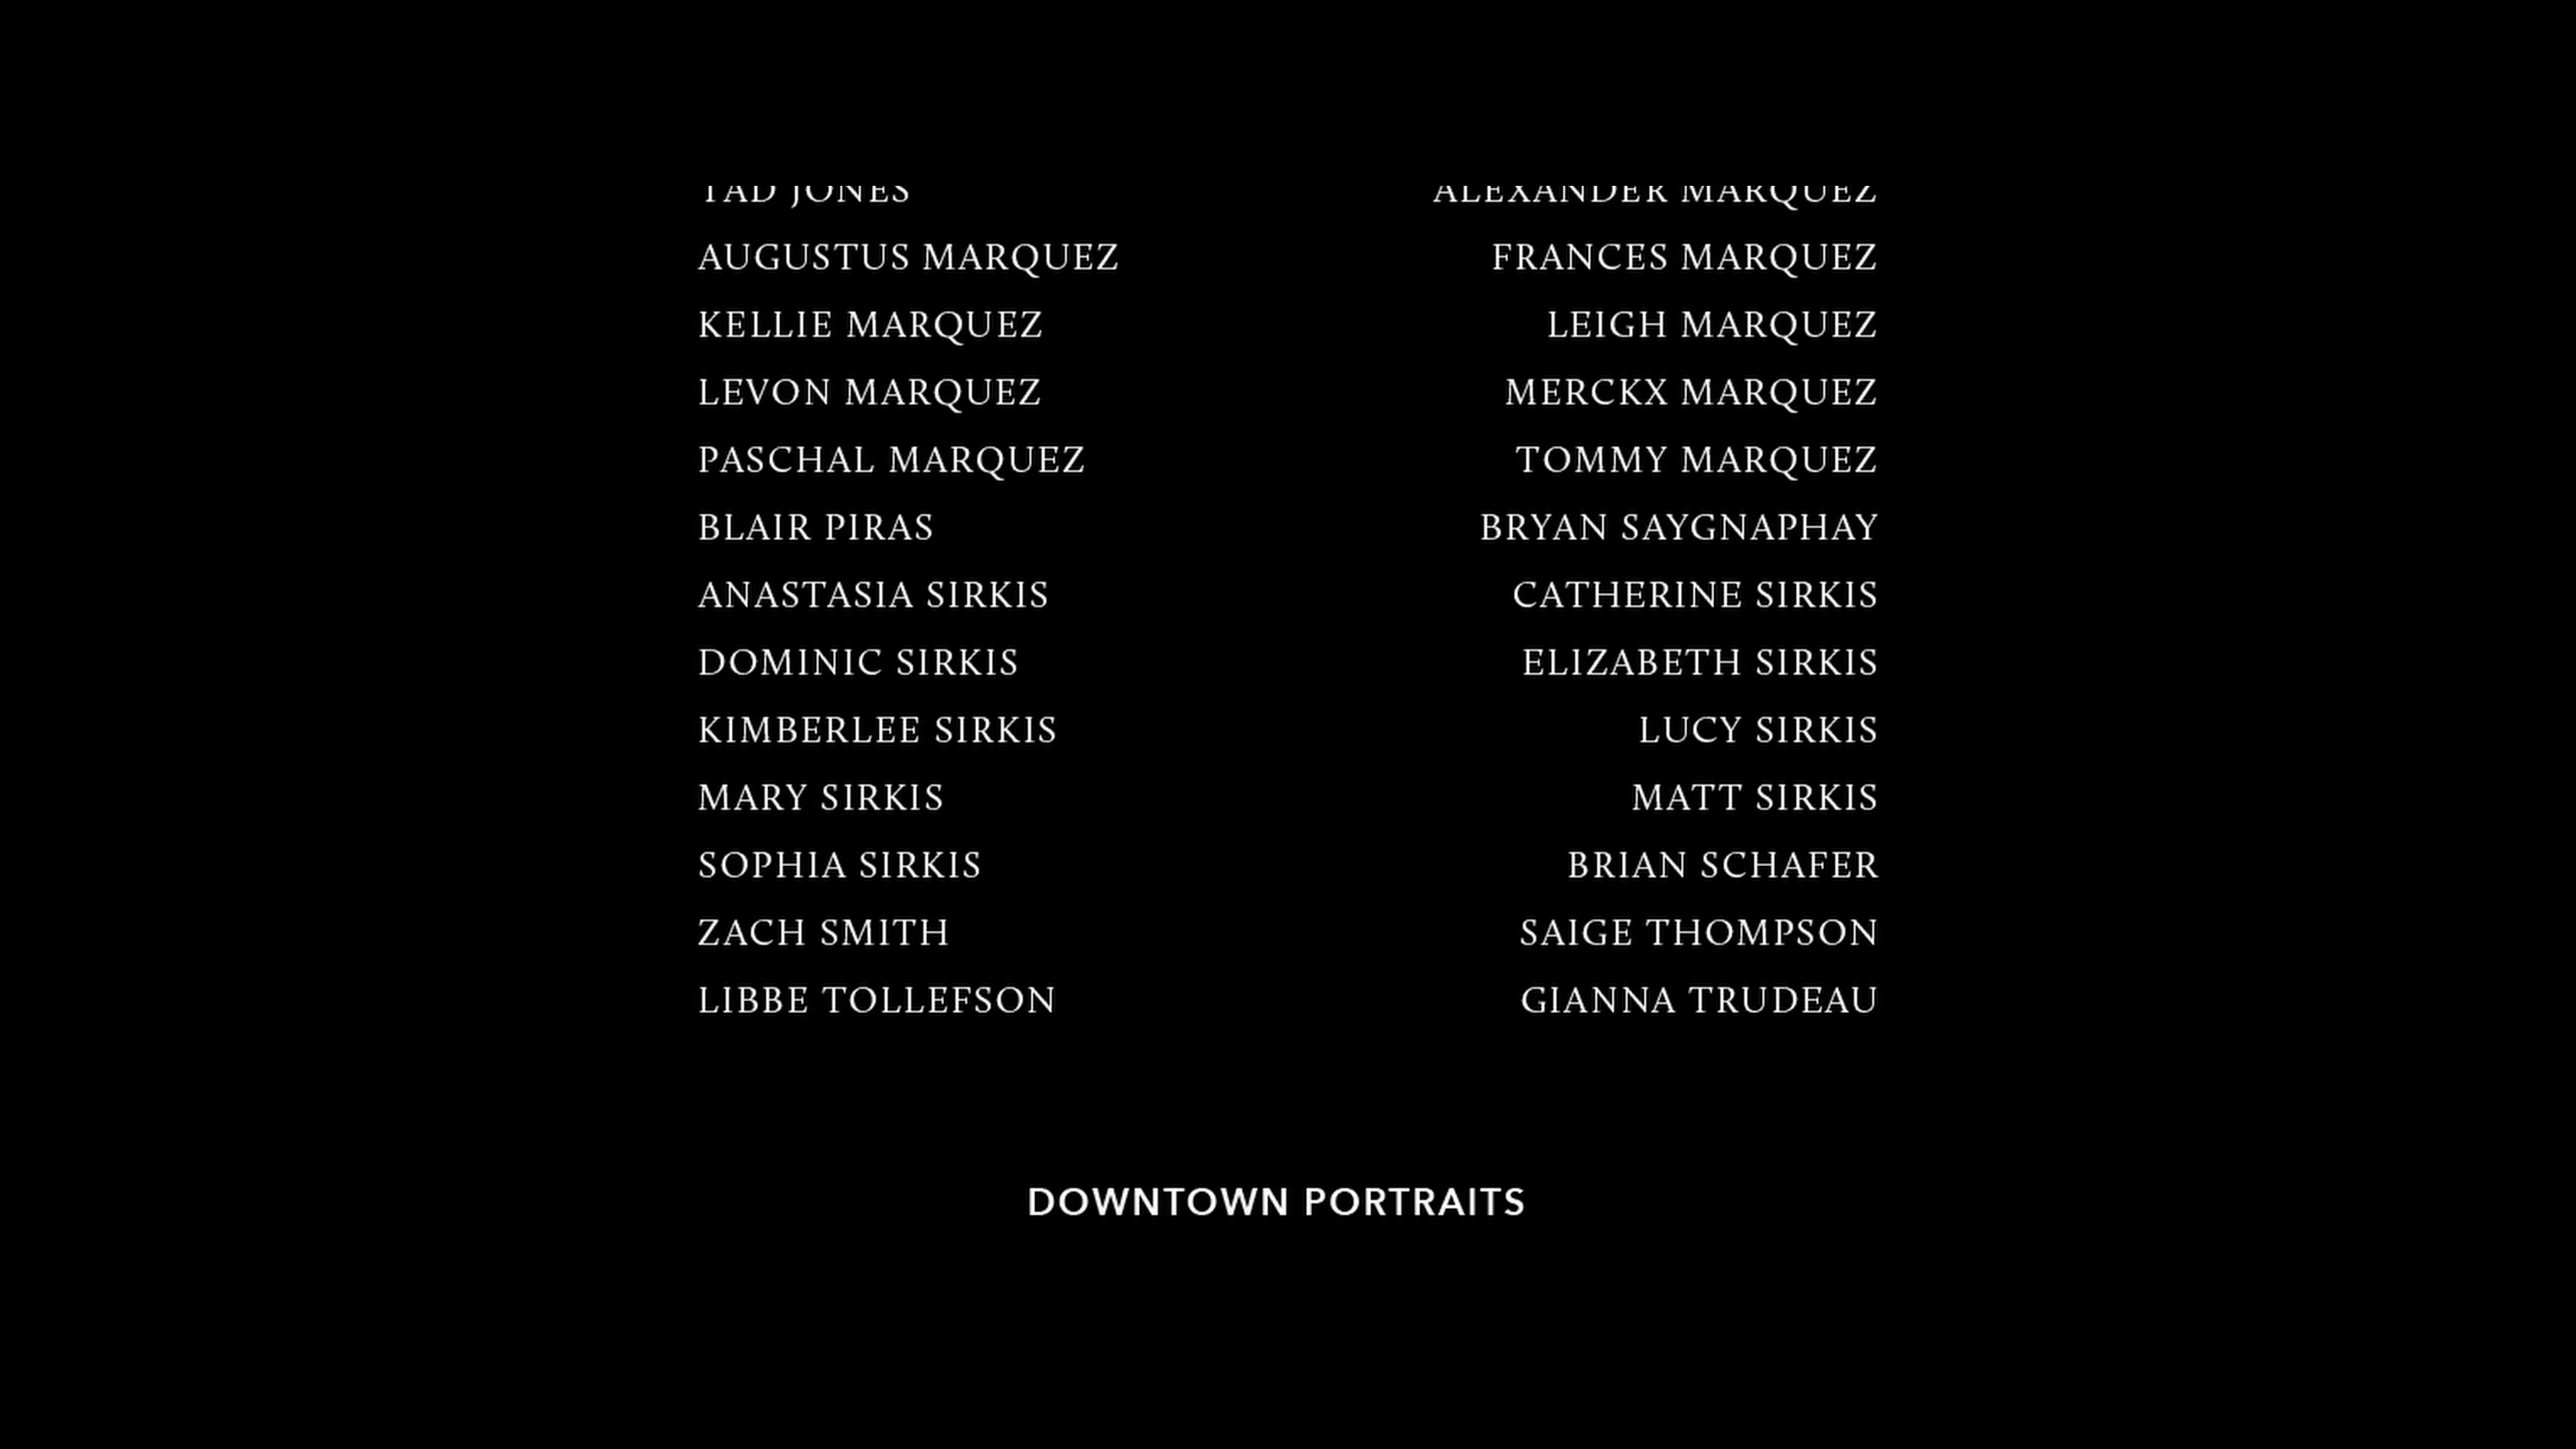 TAD JONES ALEXANDER MARQUEZ
AUGUSTUS MARQUEZ FRANCES MARQUEZ
KELLIE MARQUEZ LEIGH MARQUEZ
LEVON MARQUEZ MERCKX MARQUEZ
PASCHAL MARQUEZ TOMMY MARQUEZ
BLAIR PIRAS BRYAN SAYGNAPHAY
ANASTASIA SIRKIS CATHERINE SIRKIS
DOMINIC SIRKIS ELIZABETH SIRKIS
KIMBERLEE SIRKIS LUCY SIRKIS
MARY SIRKIS MATT SIRKIS
SOPHIA SIRKIS BRIAN SCHAFER
ZACH SMITH SAIGE THOMPSON
LIBBE TOLLEFSON GIANNA TRUDEAU
DOWNTOWN PORTRAITS